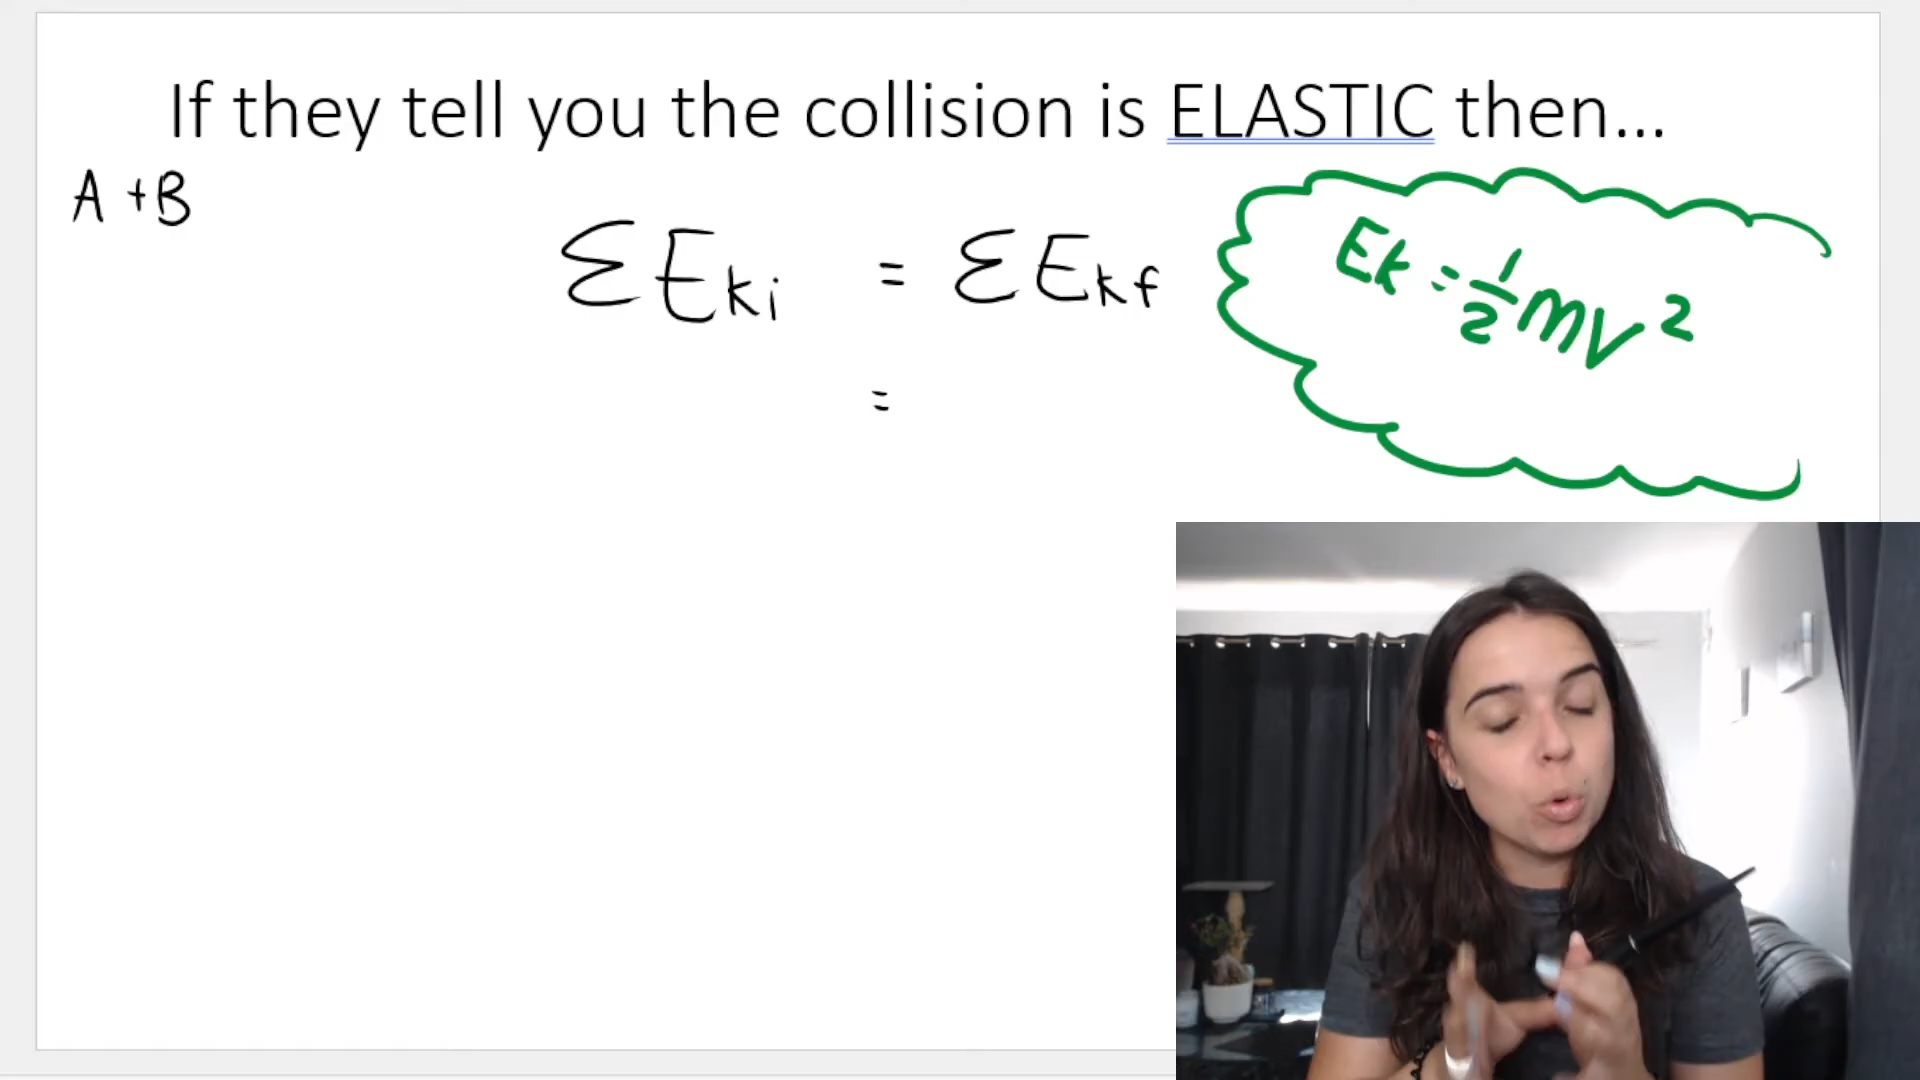 If they tell you the collision is ELASTIC then...
A + B
ΣEki = ΣEkf
Ek = ½mv²
=